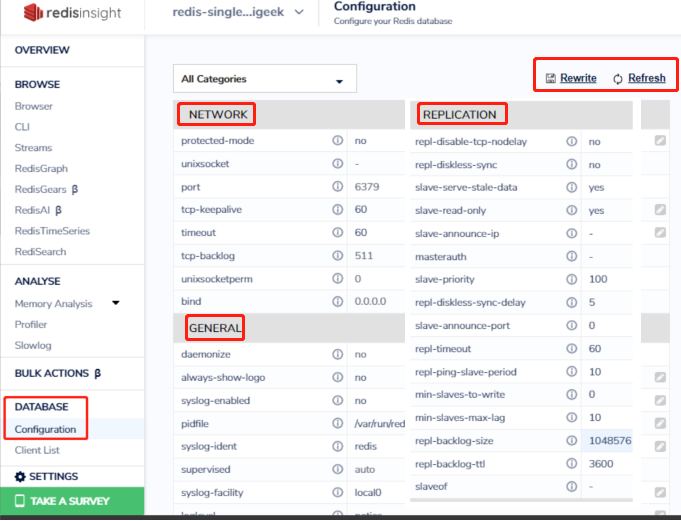 redisinsight
redis-single...igeek
Configuration
Configure your Redis database
OVERVIEW
BROWSE
Browser
CLI
Streams
RedisGraph
RedisGears β
RedisAI β
RedisTimeSeries
RediSearch
ANALYSE
Memory Analysis
Profiler
Slowlog
BULK ACTIONS β
DATABASE
Configuration
Client List
SETTINGS
TAKE A SURVEY
All Categories
Rewrite
Refresh
NETWORK
protected-mode no
unixsocket -
port 6379
tcp-keepalive 60
timeout 60
tcp-backlog 511
unixsocketperm 0
bind 0.0.0.0
GENERAL
daemonize no
always-show-logo no
syslog-enabled no
pidfile /var/run/red
syslog-ident redis
supervised auto
syslog-facility local0
REPLICATION
repl-disable-tcp-nodelay no
repl-diskless-sync no
slave-serve-stale-data yes
slave-read-only yes
slave-announce-ip -
masterauth -
slave-priority 100
repl-diskless-sync-delay 5
slave-announce-port 0
repl-timeout 60
repl-ping-slave-period 10
min-slaves-to-write 0
min-slaves-max-lag 10
repl-backlog-size 1048576
repl-backlog-ttl 3600
slaveof -